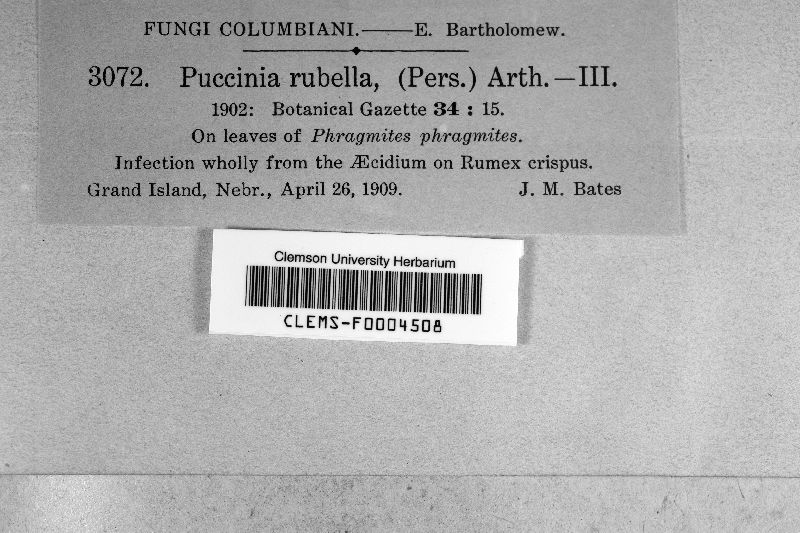 FUNGI COLUMBIANI.——E. Bartholomew.
3072. Puccinia rubella, (Pers.) Arth.—III.
1902: Botanical Gazette 34 : 15.
On leaves of Phragmites phragmites.
Infection wholly from the Æcidium on Rumex crispus.
Grand Island, Nebr., April 26, 1909. J. M. Bates
Clemson University Herbarium
CLEMS-F0004508